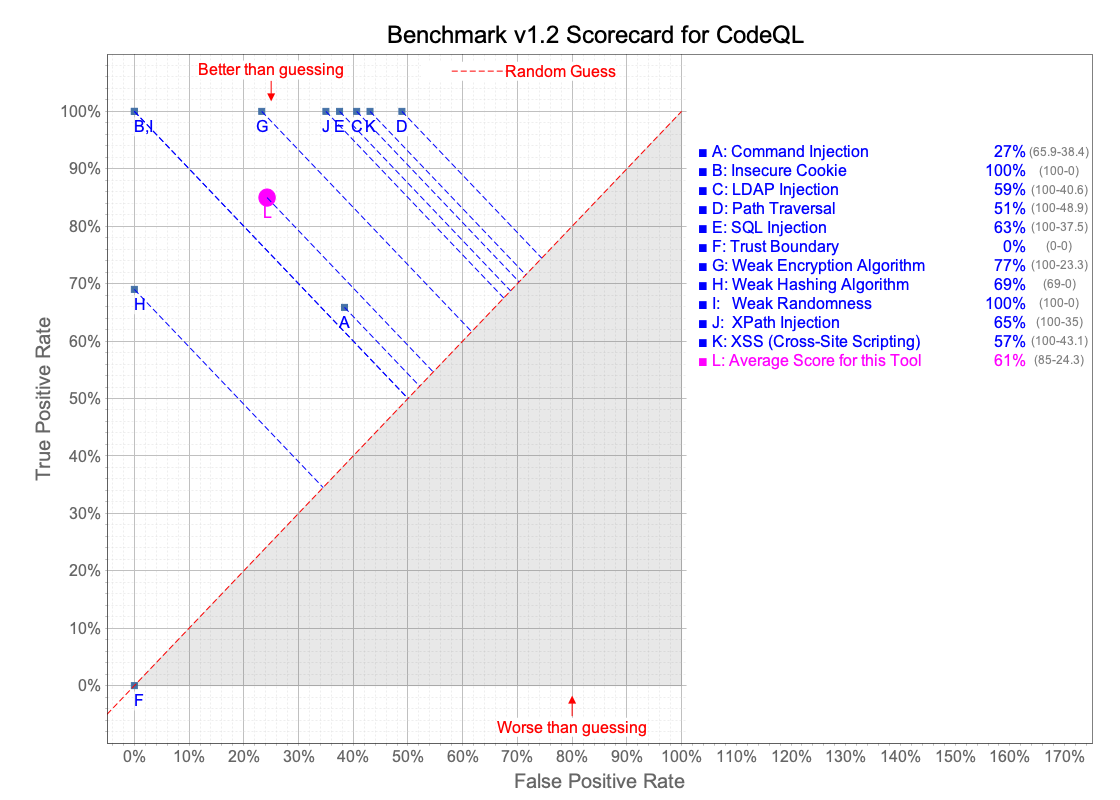 Benchmark v1.2 Scorecard for CodeQL
Better than guessing
Random Guess
100%
90%
80%
70%
60%
50%
40%
30%
20%
10%
0%
True Positive Rate
B,I
G
J
E
C
K
D
L
H
A
F
A: Command Injection 27% (65.9-38.4)
B: Insecure Cookie 100% (100-0)
C: LDAP Injection 59% (100-40.6)
D: Path Traversal 51% (100-48.9)
E: SQL Injection 63% (100-37.5)
F: Trust Boundary 0% (0-0)
G: Weak Encryption Algorithm 77% (100-23.3)
H: Weak Hashing Algorithm 69% (69-0)
I: Weak Randomness 100% (100-0)
J: XPath Injection 65% (100-35)
K: XSS (Cross-Site Scripting) 57% (100-43.1)
L: Average Score for this Tool 61% (85-24.3)
Worse than guessing
0% 10% 20% 30% 40% 50% 60% 70% 80% 90% 100% 110% 120% 130% 140% 150% 160% 170%
False Positive Rate